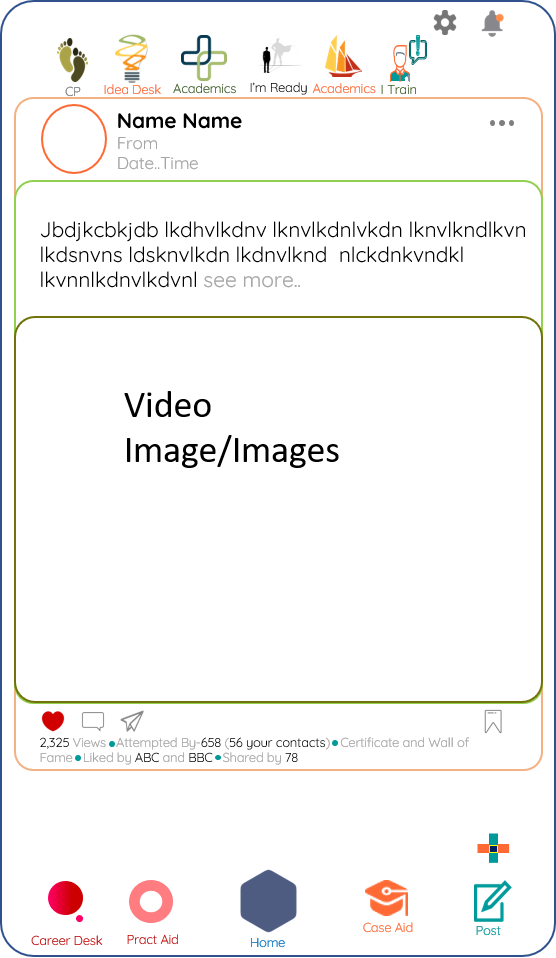 CP
Idea Desk
Academics
I'm Ready
Academics
I Train
Name Name
From
Date..Time
Jbdjkcbkjdb lkdhvlkdnv lknvlkdnlvkdn lknvlkndlkvn
lkdsnvns ldsknvlkdn lkdnvlknd  nlckdnkvndkl
lkvnnlkdnvlkdvnl see more..
Video
Image/Images
2,325 Views ●Attempted By-658 (56 your contacts)●Certificate and Wall of
Fame●Liked by ABC and BBC●Shared by 78
Career Desk
Pract Aid
Home
Case Aid
Post